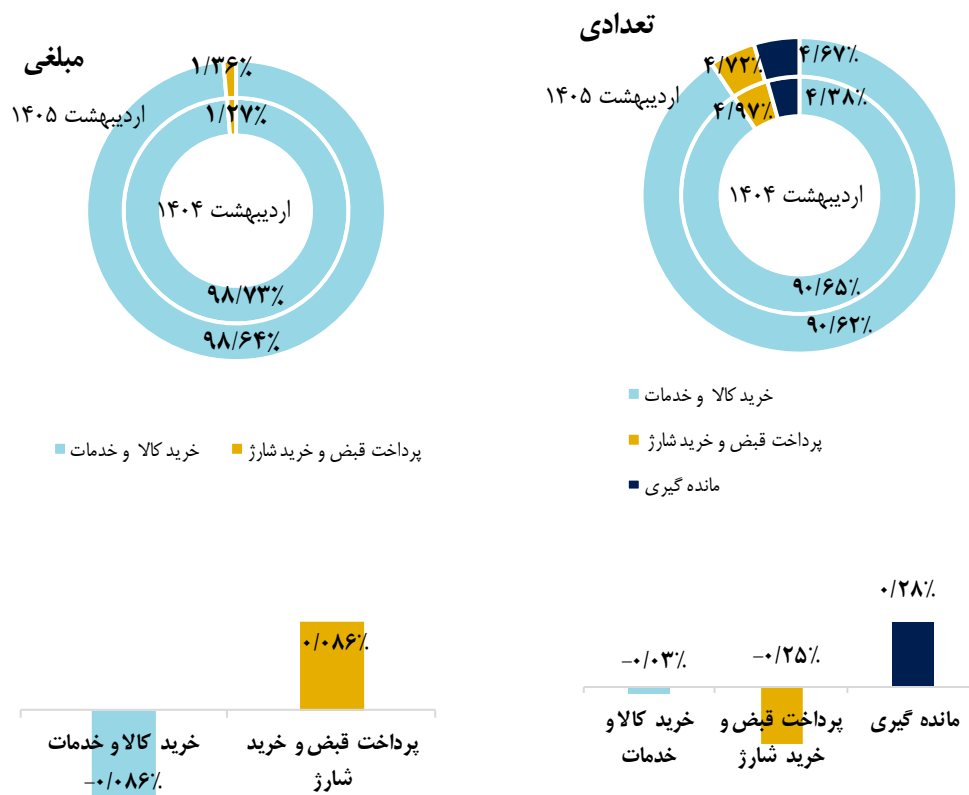 تعدادی
۴/۶۷٪
۴/۷۲٪
اردیبهشت ۱۴۰۵
۴/۳۸٪
۴/۹۷٪
اردیبهشت ۱۴۰۴
۹۰/۶۵٪
۹۰/۶۲٪
خرید کالا و خدمات
پرداخت قبض و خرید شارژ
مانده گیری
مبلغی
۱/۳۶٪
اردیبهشت ۱۴۰۵
۱/۲۷٪
اردیبهشت ۱۴۰۴
۹۸/۷۳٪
۹۸/۶۴٪
خرید کالا و خدمات
پرداخت قبض و خرید شارژ
۰/۲۸٪
-۰/۲۵٪
-۰/۰۳٪
مانده گیری
پرداخت قبض و
خرید شارژ
خرید کالا و
خدمات
۰/۰۸۶٪
پرداخت قبض و خرید
شارژ
خرید کالا و خدمات
-۰/۰۸۶٪